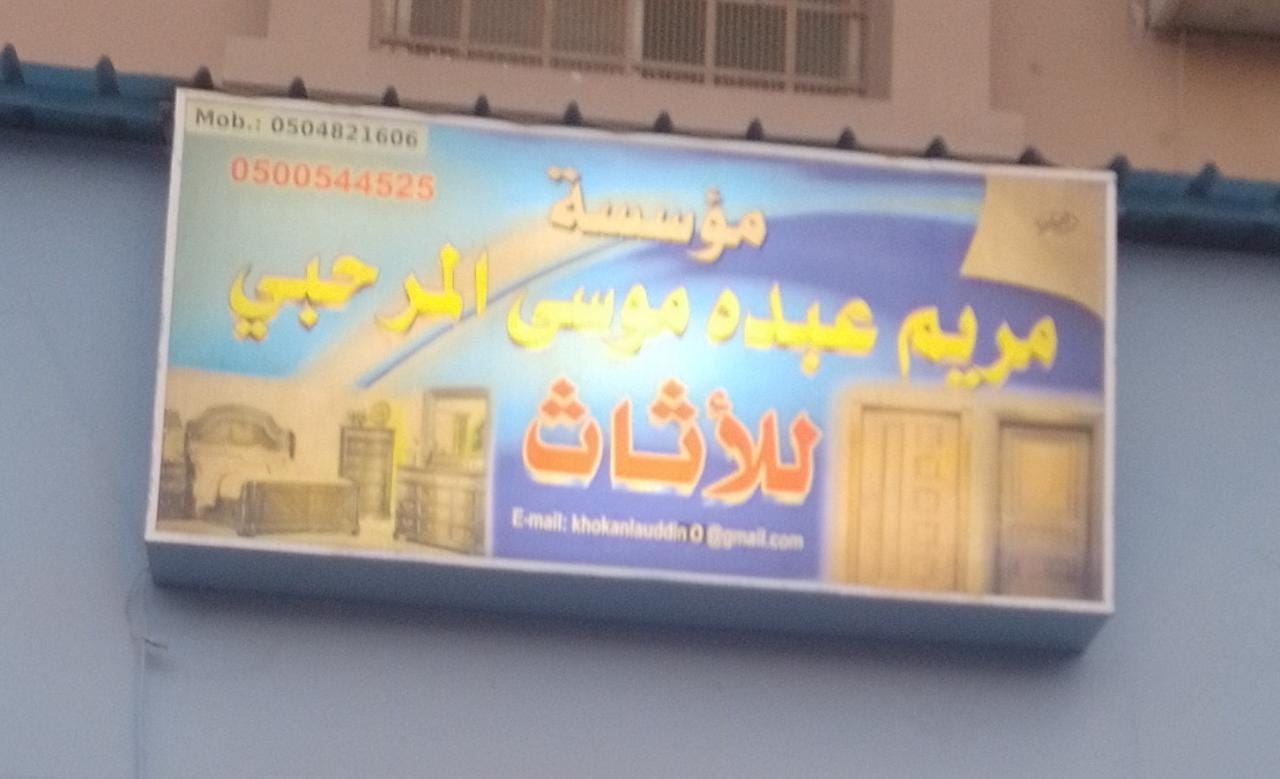 Mob.: 0504821606
0500544525
مؤسسة
مريم عبده موسى المرحبي
للأثاث
E-mail: khokanlauddin0@gmail.com